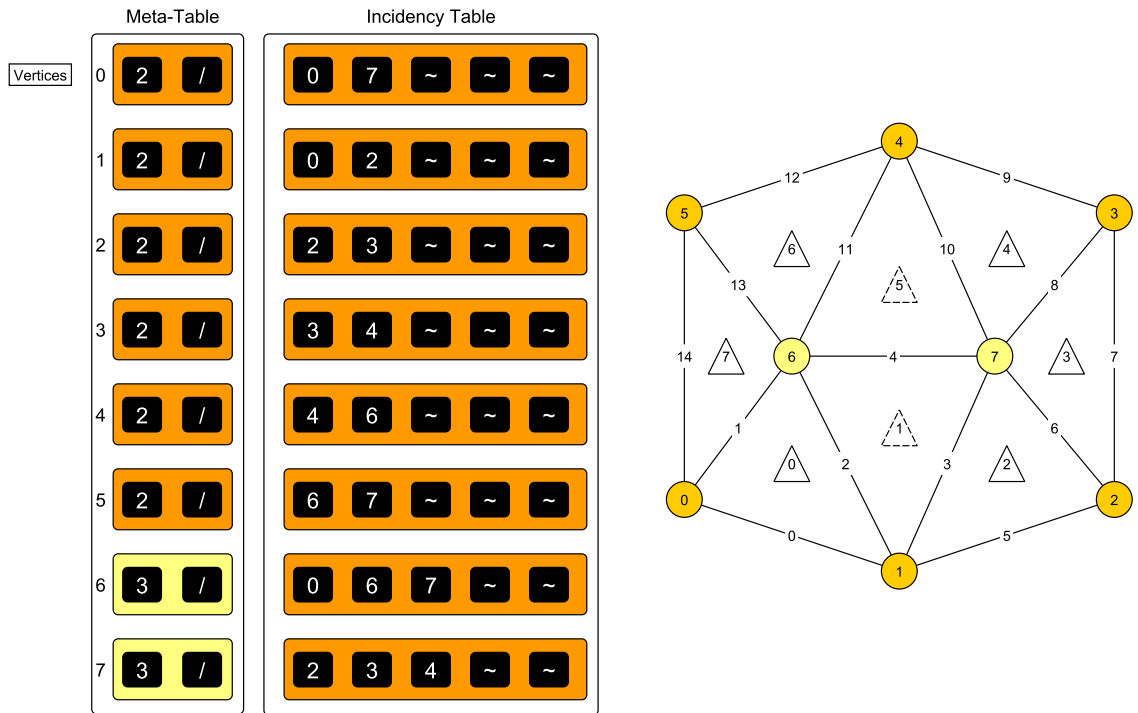 Meta-Table Incidency Table
Vertices
0 2 / 0 7 ~ ~ ~
1 2 / 0 2 ~ ~ ~
2 2 / 2 3 ~ ~ ~
3 2 / 3 4 ~ ~ ~
4 2 / 4 6 ~ ~ ~
5 2 / 6 7 ~ ~ ~
6 3 / 0 6 7 ~ ~
7 3 / 2 3 4 ~ ~
4
12 9
5 3
6 11 10 4
13 5 8
14 7 6 4 7 3 7
1 1 6
0 2 3 2
0 2
0 5
1